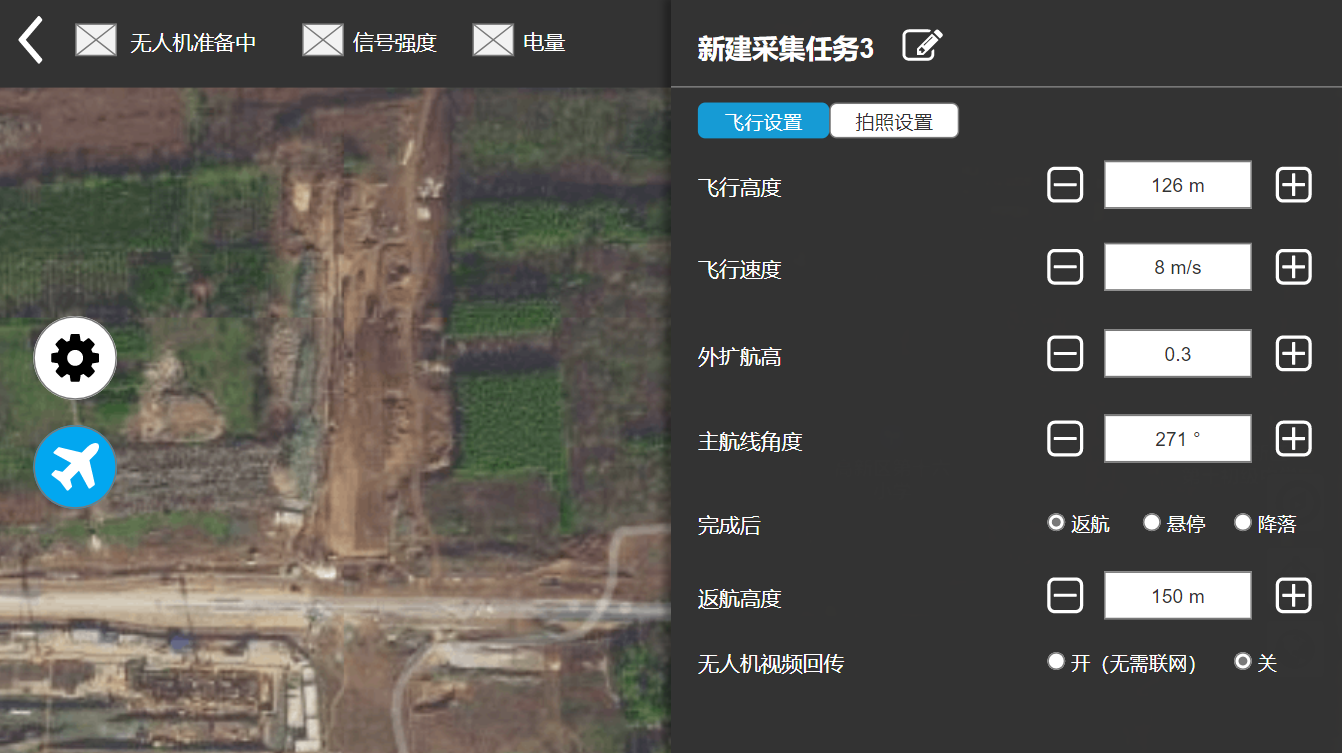 无人机准备中 信号强度 电量
新建采集任务3
飞行设置 拍照设置
飞行高度 126 m
飞行速度 8 m/s
外扩航高 0.3
主航线角度 271 °
完成后 返航 悬停 降落
返航高度 150 m
无人机视频回传 开（无需联网） 关